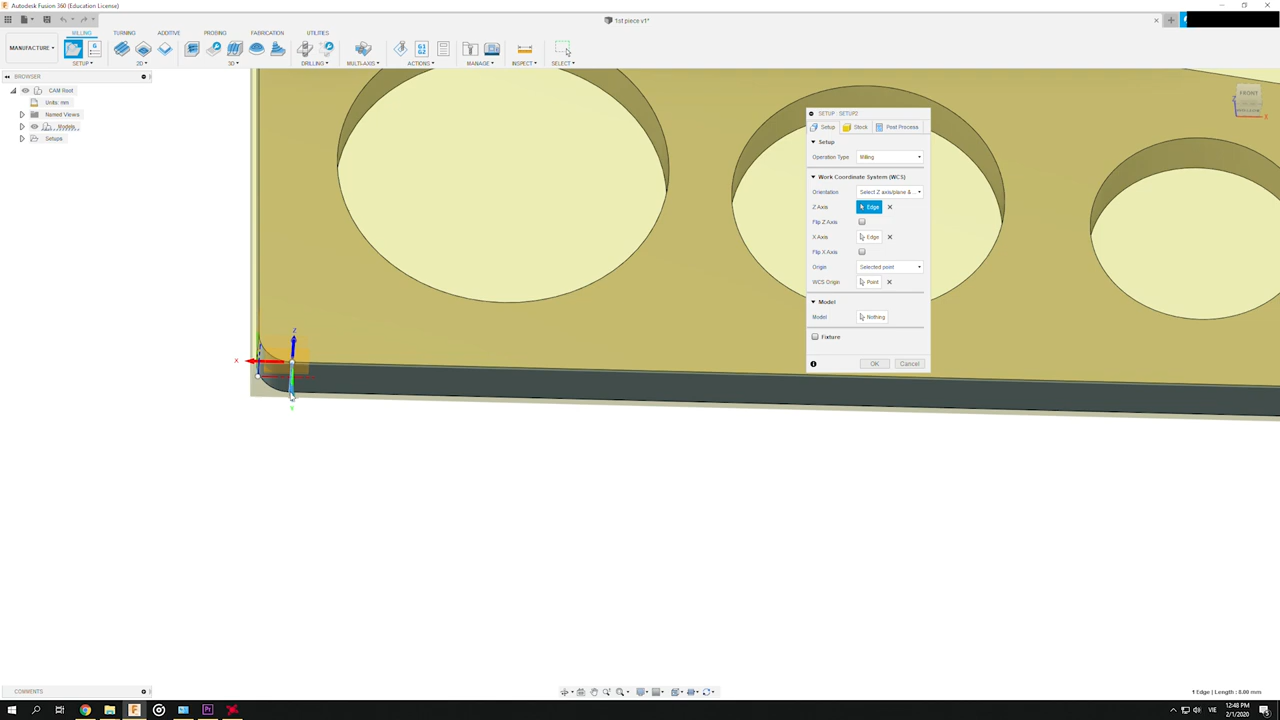 Autodesk Fusion 360 (Education License)
1st piece v1*
MILLING TURNING ADDITIVE PROBING FABRICATION UTILITIES
MANUFACTURE
SETUP 2D 3D DRILLING MULTI-AXIS ACTIONS MANAGE INSPECT SELECT
G1 G2
BROWSER
CAM Root
Units: mm
Named Views
Models
Setups
FRONT
Z
X
SETUP : SETUP2
Setup Stock Post Process
Setup
Operation Type Milling
Work Coordinate System (WCS)
Orientation Select Z axis/plane & ...
Z Axis Edge
Flip Z Axis
X Axis Edge
Flip X Axis
Origin Selected point
WCS Origin Point
Model
Model Nothing
Fixture
OK Cancel
Z
X
Y
COMMENTS
1 Edge | Length : 8.00 mm
VIE
12:48 PM
2/1/2020